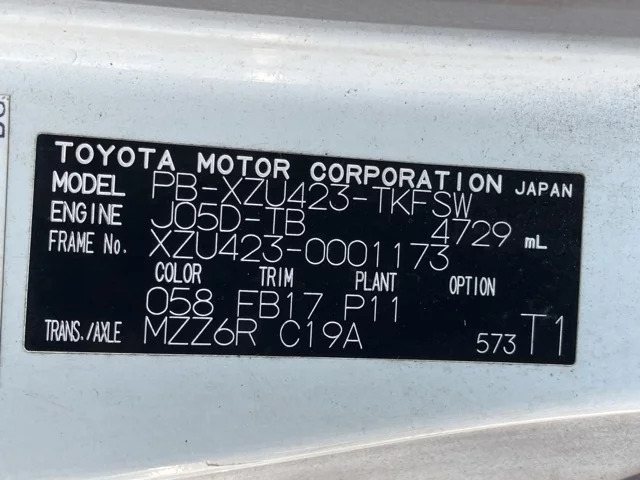 TOYOTA MOTOR CORPORATION JAPAN
MODEL PB-XZU423-TKFSW
ENGINE J05D-TB 4729 mL
FRAME No. XZU423-0001173
COLOR TRIM PLANT OPTION
058 FB17 P11
TRANS./AXLE MZZ6R C19A 573 T1